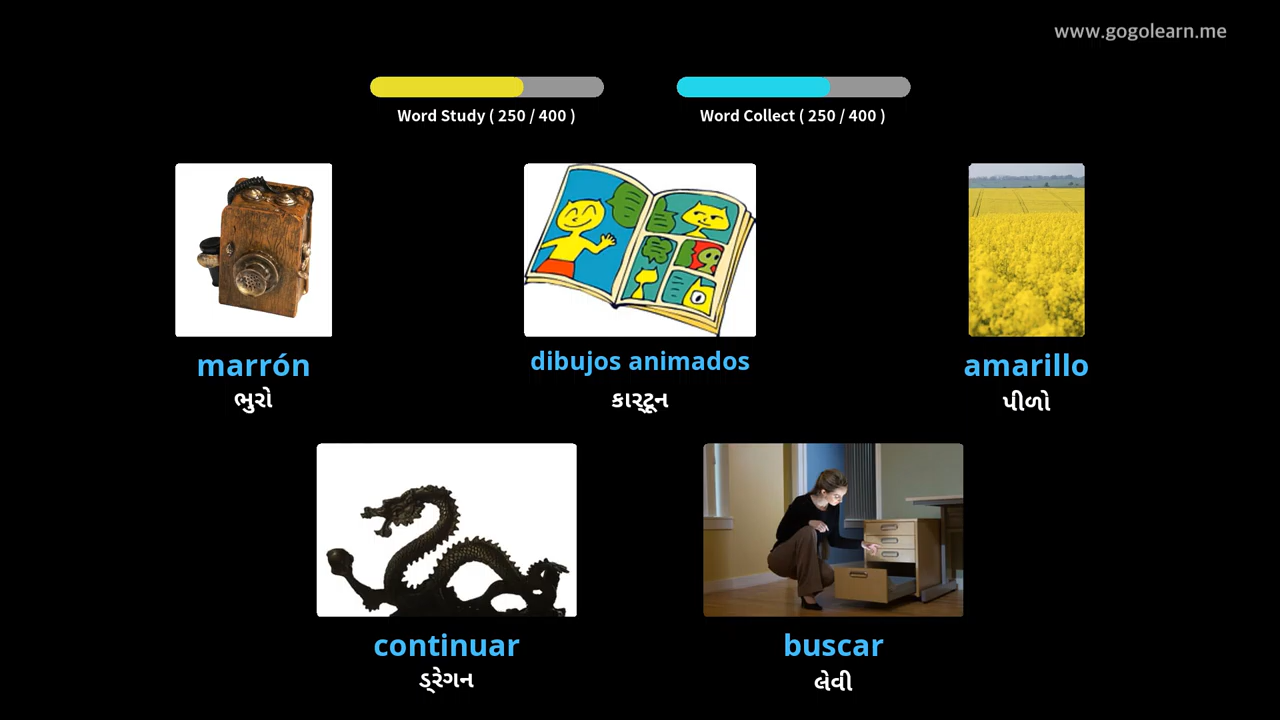 www.gogolearn.me
Word Study ( 250 / 400 )
Word Collect ( 250 / 400 )
marrón
ભુરો
dibujos animados
કાર્ટૂન
amarillo
પીળો
continuar
ડ્રેગન
buscar
લેવી